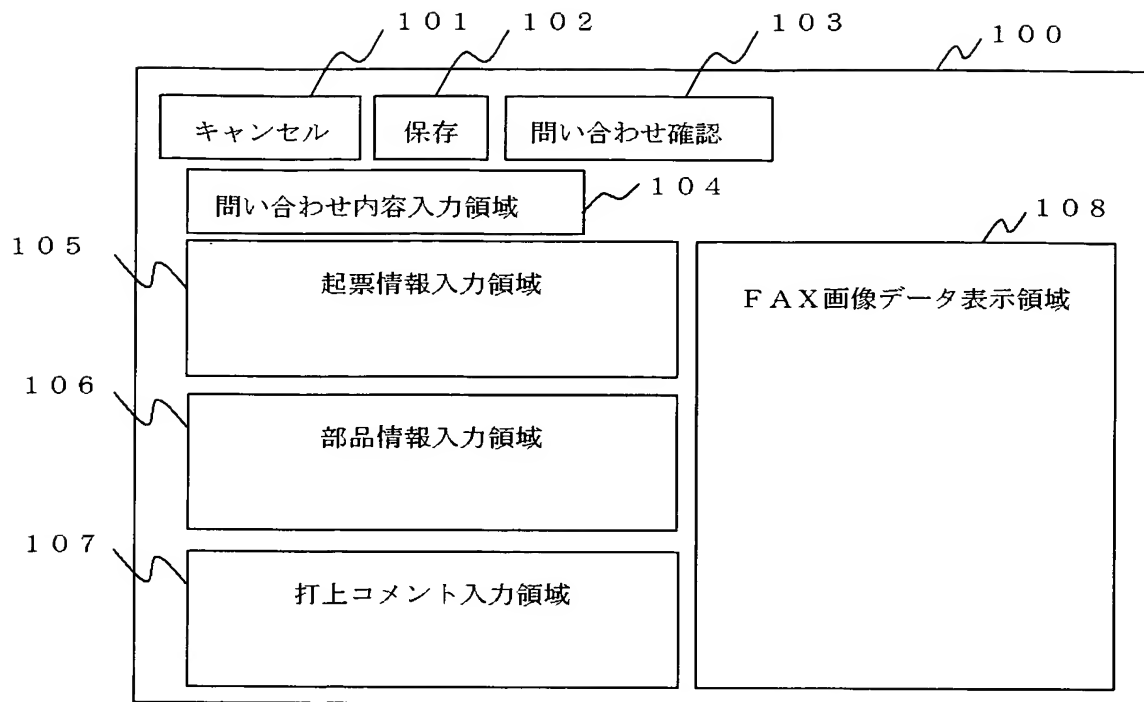 １０１ １０２ １０３ １００
キャンセル 保存 問い合わせ確認
１０４
問い合わせ内容入力領域
１０８
１０５
起票情報入力領域
ＦＡＸ画像データ表示領域
１０６
部品情報入力領域
１０７
打上コメント入力領域